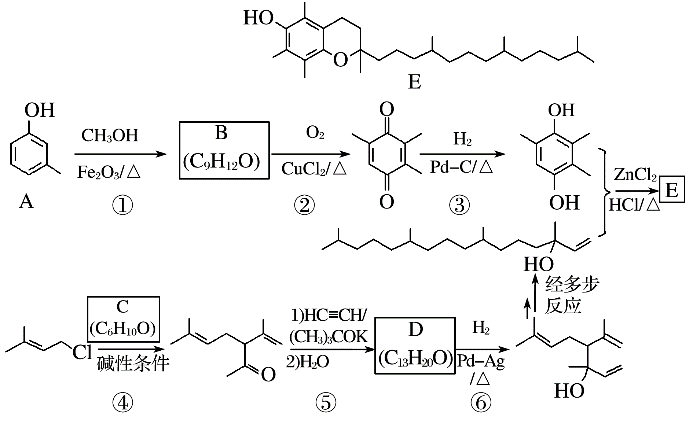 HO
O
E
OH
A
CH₃OH
Fe₂O₃/△
①
B
(C₉H₁₂O)
O₂
CuCl₂/△
②
O
O
H₂
Pd–C/△
③
OH
OH
ZnCl₂
HCl/△
E
HO
经多步
反应
Cl
C
(C₆H₁₀O)
碱性条件
④
O
1)HC≡CH/
(CH₃)₃COK
2)H₂O
⑤
D
(C₁₃H₂₀O)
H₂
Pd–Ag
/△
⑥
HO